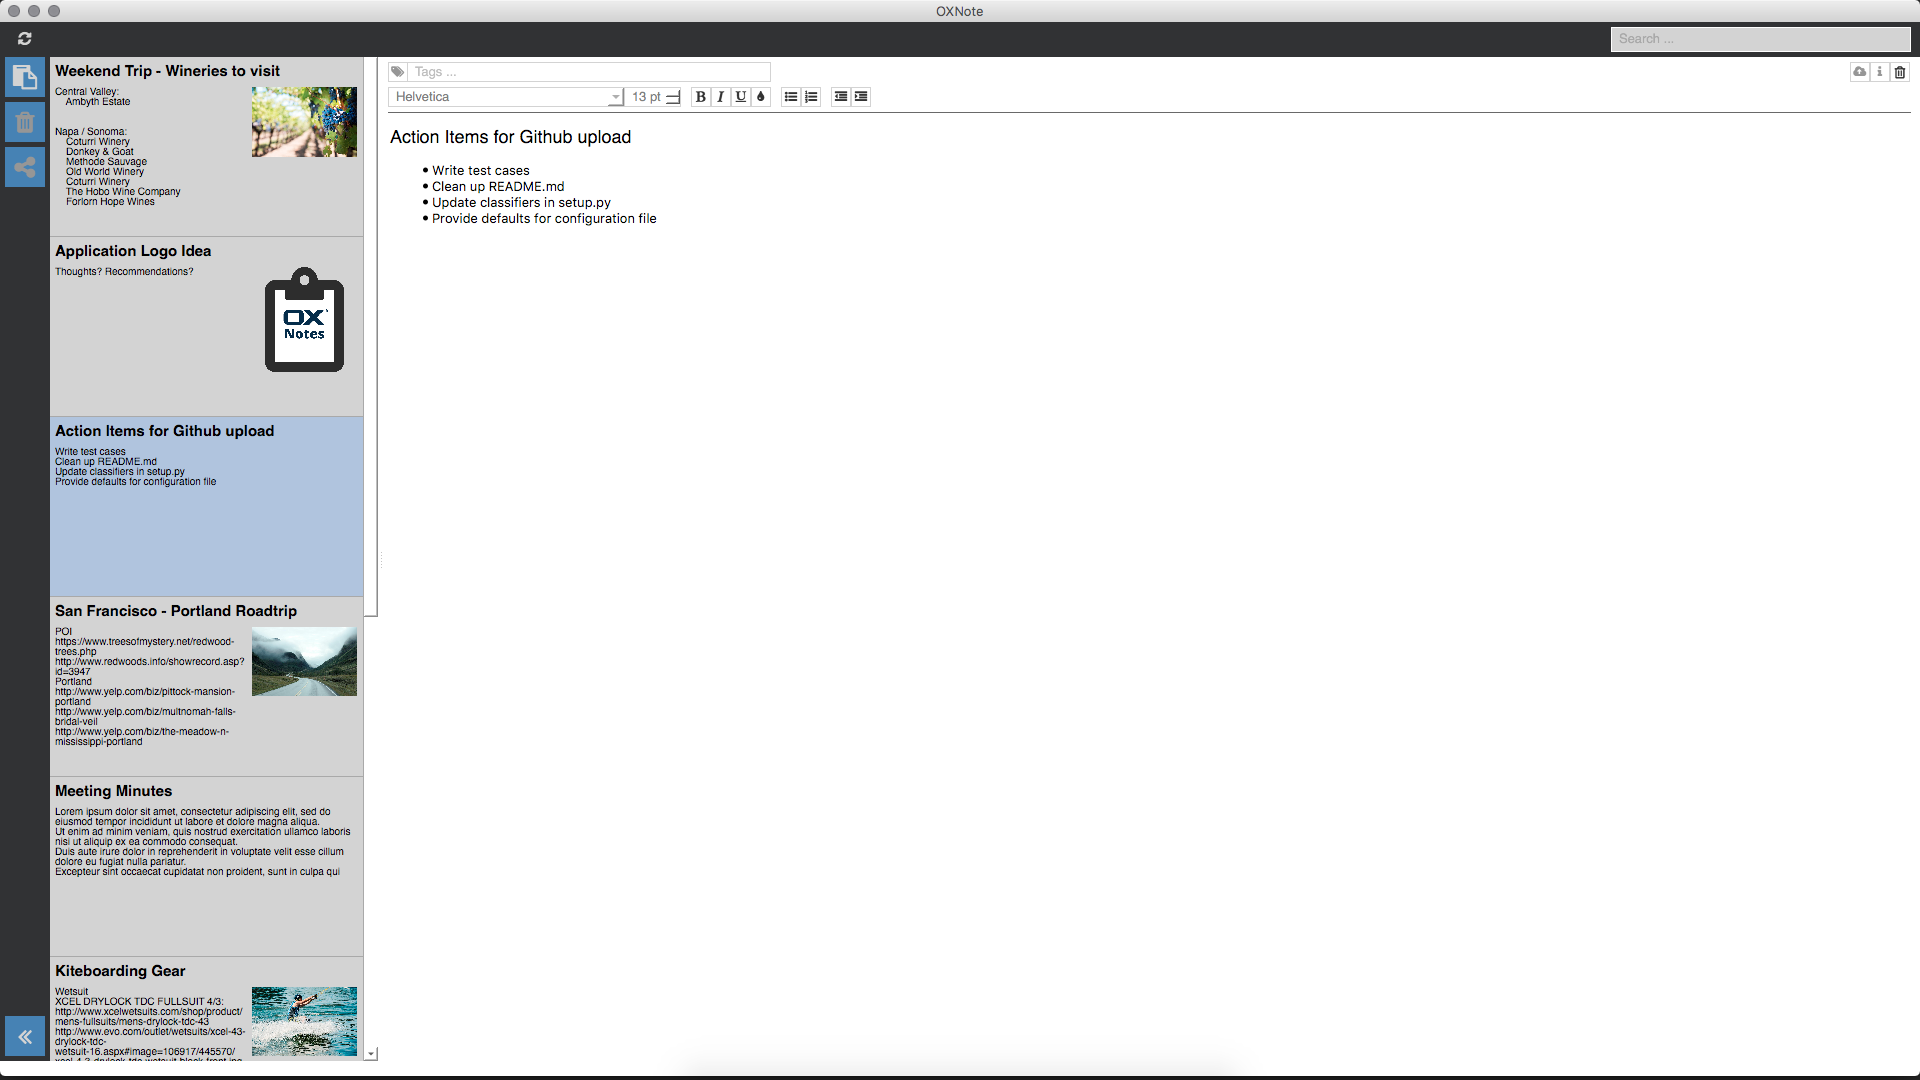 OXNote
Search ...
Weekend Trip - Wineries to visit
Central Valley:
Ambyth Estate
Napa / Sonoma:
Coturri Winery
Donkey & Goat
Methode Sauvage
Old World Winery
Coturri Winery
The Hobo Wine Company
Forlorn Hope Wines
Application Logo Idea
Thoughts? Recommendations?
OX
Notes
Action Items for Github upload
Write test cases
Clean up README.md
Update classifiers in setup.py
Provide defaults for configuration file
San Francisco - Portland Roadtrip
POI
https://www.treesofmystery.net/redwood-
trees.php
http://www.redwoods.info/showrecord.asp?
id=3947
Portland
http://www.yelp.com/biz/pittock-mansion-
portland
http://www.yelp.com/biz/multnomah-falls-
bridal-veil
http://www.yelp.com/biz/the-meadow-n-
mississippi-portland
Meeting Minutes
Lorem ipsum dolor sit amet, consectetur adipiscing elit, sed do
eiusmod tempor incididunt ut labore et dolore magna aliqua.
Ut enim ad minim veniam, quis nostrud exercitation ullamco laboris
nisi ut aliquip ex ea commodo consequat.
Duis aute irure dolor in reprehenderit in voluptate velit esse cillum
dolore eu fugiat nulla pariatur.
Excepteur sint occaecat cupidatat non proident, sunt in culpa qui
Kiteboarding Gear
Wetsuit
XCEL DRYLOCK TDC FULLSUIT 4/3:
http://www.xcelwetsuits.com/shop/product/
mens-fullsuits/mens-drylock-tdc-43
http://www.evo.com/outlet/wetsuits/xcel-43-
drylock-tdc-
wetsuit-16.aspx#image=106917/445570/
Tags ...
Helvetica 13 pt B I U
Action Items for Github upload
• Write test cases
• Clean up README.md
• Update classifiers in setup.py
• Provide defaults for configuration file